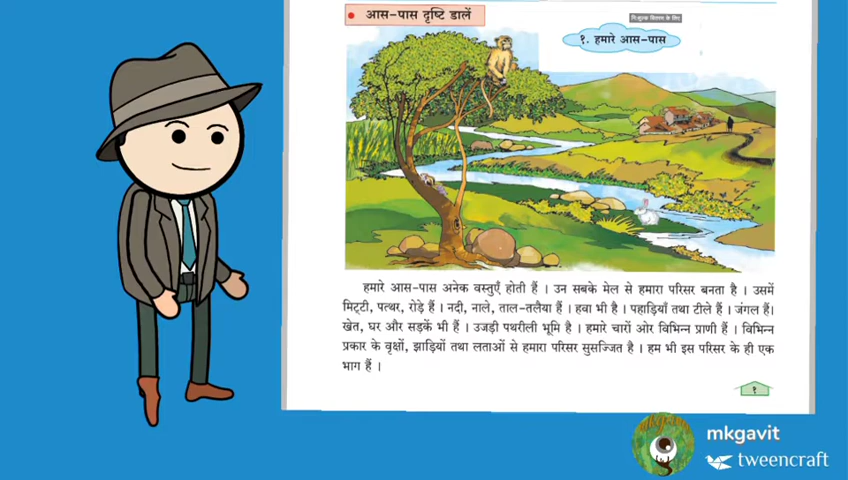 आस-पास दृष्टि डालें
नि:शुल्क वितरण के लिए
१. हमारे आस-पास
हमारे आस-पास अनेक वस्तुएँ होती हैं । उन सबके मेल से हमारा परिसर बनता है । उसमें
मिट्टी, पत्थर, रोड़े हैं । नदी, नाले, ताल-तलैया हैं । हवा भी है । पहाड़ियाँ तथा टीले हैं । जंगल हैं।
खेत, घर और सड़कें भी हैं । उजड़ी पथरीली भूमि है । हमारे चारों ओर विभिन्न प्राणी हैं । विभिन्न
प्रकार के वृक्षों, झाड़ियों तथा लताओं से हमारा परिसर सुसज्जित है । हम भी इस परिसर के ही एक
भाग हैं ।
१
mkgavit
tweencraft